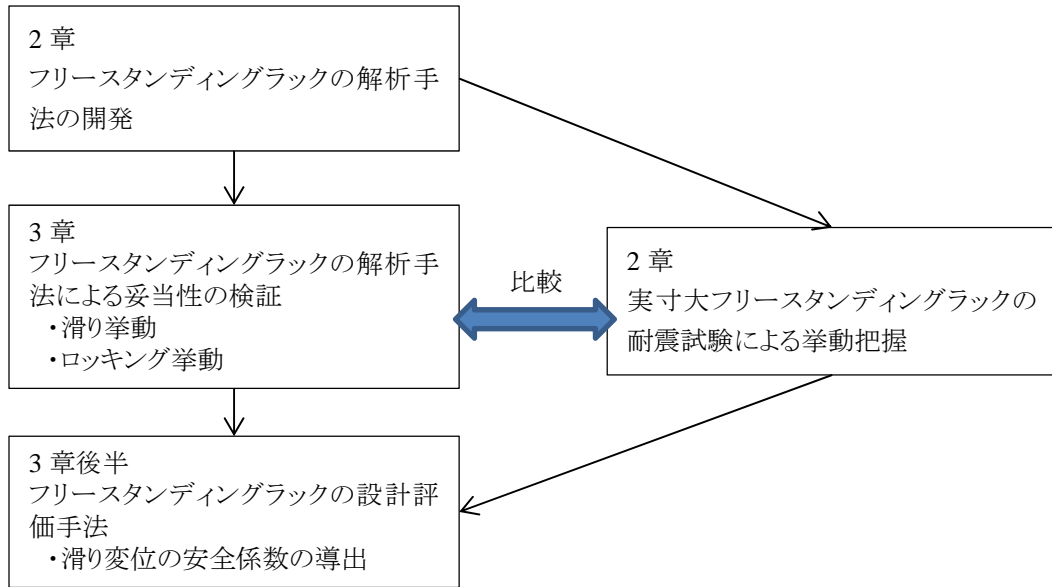 2 章
フリースタンディングラックの解析手
法の開発
3 章
フリースタンディングラックの解析手
法による妥当性の検証
・滑り挙動
・ロッキング挙動
比較
2 章
実寸大フリースタンディングラックの
耐震試験による挙動把握
3 章後半
フリースタンディングラックの設計評
価手法
・滑り変位の安全係数の導出